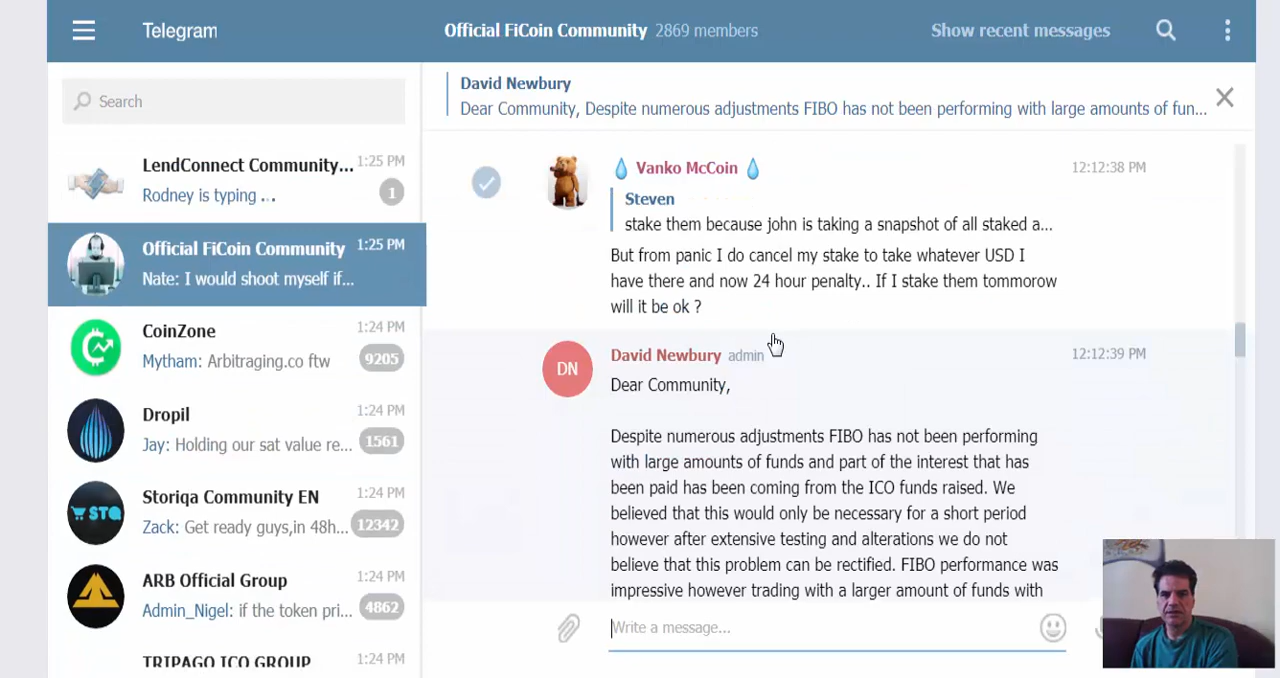 Telegram
Official FiCoin Community 2869 members
Show recent messages
Search
LendConnect Community... 1:25 PM
Rodney is typing ... 1
Official FiCoin Community 1:25 PM
Nate: I would shoot myself if...
CoinZone 1:24 PM
Mytham: Arbitraging.co ftw 9205
Dropil 1:24 PM
Jay: Holding our sat value re... 1561
STQ
Storiqa Community EN 1:24 PM
Zack: Get ready guys,in 48h... 12342
ARB Official Group 1:24 PM
Admin_Nigel: if the token pri... 4862
TRIPAGO ICO GROUP 1:24 PM
David Newbury
Dear Community, Despite numerous adjustments FIBO has not been performing with large amounts of fun...
Vanko McCoin 12:12:38 PM
Steven
stake them because john is taking a snapshot of all staked a...
But from panic I do cancel my stake to take whatever USD I
have there and now 24 hour penalty.. If I stake them tommorow
will it be ok ?
DN
David Newbury admin 12:12:39 PM
Dear Community,
Despite numerous adjustments FIBO has not been performing
with large amounts of funds and part of the interest that has
been paid has been coming from the ICO funds raised. We
believed that this would only be necessary for a short period
however after extensive testing and alterations we do not
believe that this problem can be rectified. FIBO performance was
impressive however trading with a larger amount of funds with
Write a message...